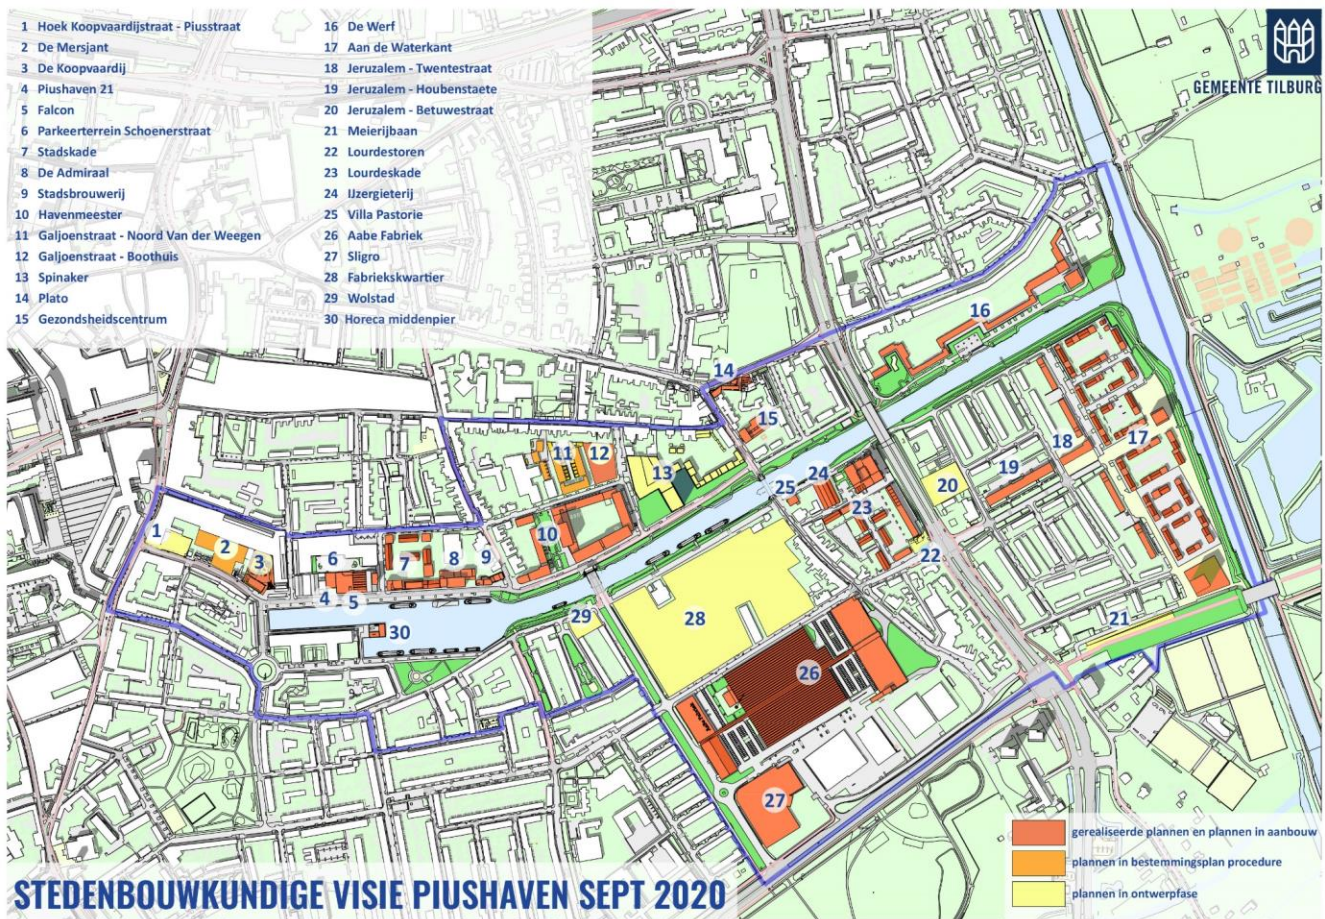 1 Hoek Koopvaardijstraat - Piusstraat
2 De Mersjant
3 De Koopvaardij
4 Piushaven 21
5 Falcon
6 Parkeerterrein Schoenerstraat
7 Stadskade
8 De Admiraal
9 Stadsbrouwerij
10 Havenmeester
11 Galjoenstraat - Noord Van der Weegen
12 Galjoenstraat - Boothuis
13 Spinaker
14 Plato
15 Gezondsheidscentrum
16 De Werf
17 Aan de Waterkant
18 Jeruzalem - Twentestraat
19 Jeruzalem - Houbenstaete
20 Jeruzalem - Betuwestraat
21 Meierijbaan
22 Lourdestoren
23 Lourdeskade
24 IJzergieterij
25 Villa Pastorie
26 Aabe Fabriek
27 Sligro
28 Fabriekskwartier
29 Wolstad
30 Horeca middenpier
GEMEENTE TILBURG
16
14
15
17
18
11
12
13
19
24
25
20
23
1
2
3
6
7
8
9
10
22
4
5
29
28
21
30
26
27
gerealiseerde plannen en plannen in aanbouw
plannen in bestemmingsplan procedure
plannen in ontwerpfase
STEDENBOUWKUNDIGE VISIE PIUSHAVEN SEPT 2020